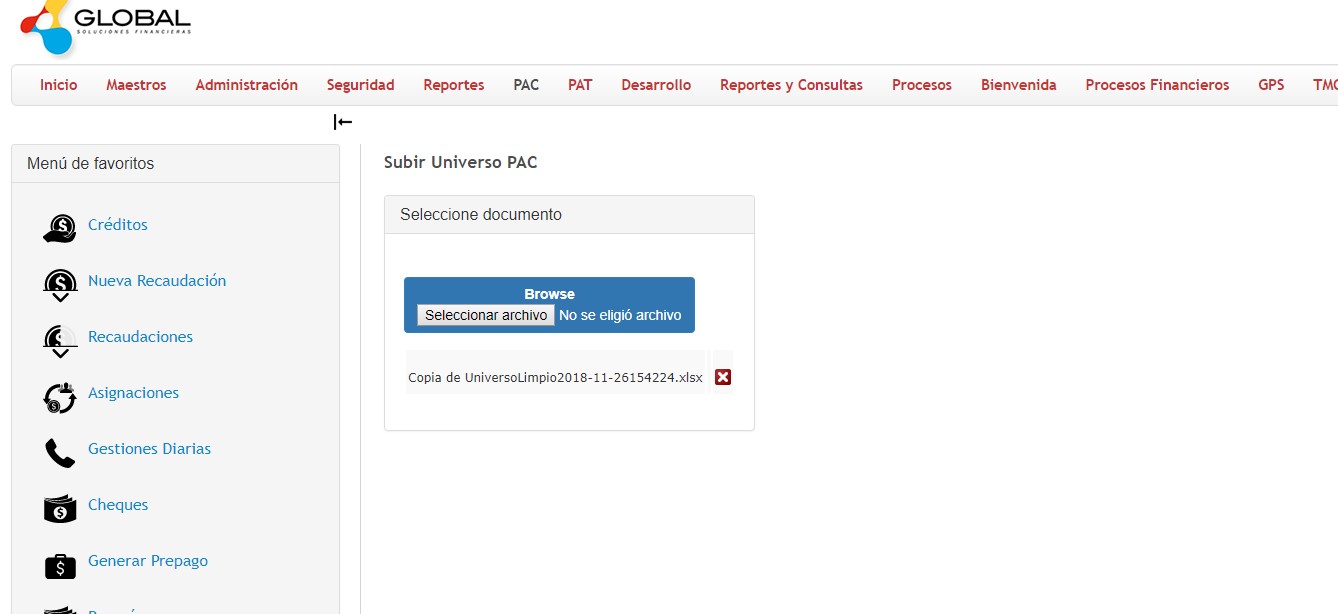 GLOBAL
SOLUCIONES FINANCIERAS
Inicio Maestros Administración Seguridad Reportes PAC PAT Desarrollo Reportes y Consultas Procesos Bienvenida Procesos Financieros GPS
Menú de favoritos
Créditos
Nueva Recaudación
Recaudaciones
Asignaciones
Gestiones Diarias
Cheques
Generar Prepago
Subir Universo PAC
Seleccione documento
Browse
Seleccionar archivo No se eligió archivo
Copia de UniversoLimpio2018-11-26154224.xlsx